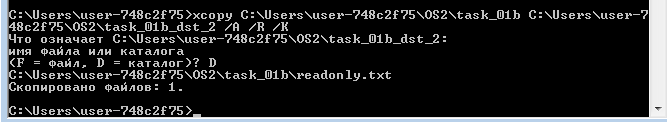 C:\Users\user-748c2f75>xcopy C:\Users\user-748c2f75\OS2\task_01b C:\Users\user-7
48c2f75\OS2\task_01b_dst_2 /A /R /K
Что означает C:\Users\user-748c2f75\OS2\task_01b_dst_2:
имя файла или каталога
(F = файл, D = каталог)? D
C:\Users\user-748c2f75\OS2\task_01b\readonly.txt
Скопировано файлов: 1.
C:\Users\user-748c2f75>_